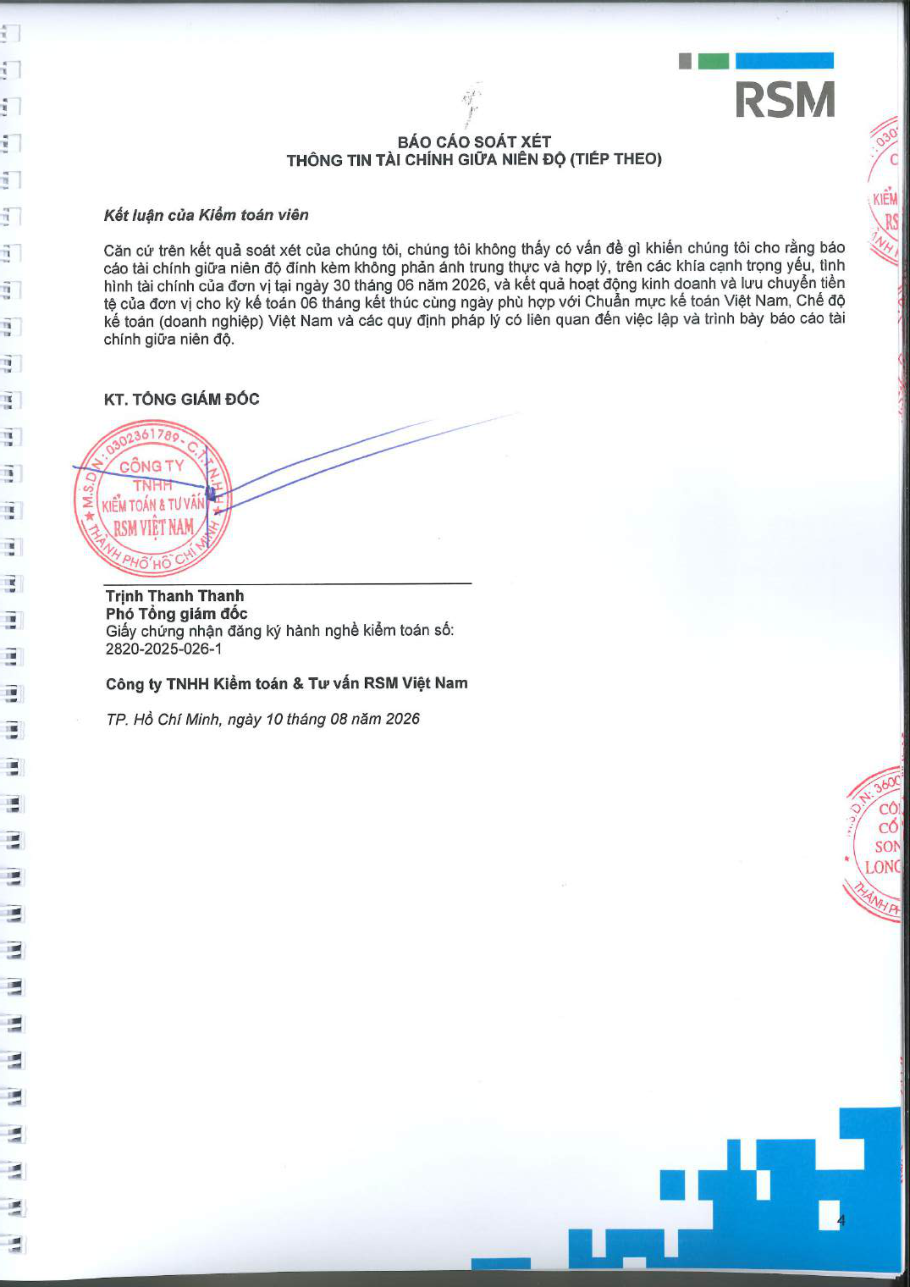 RSM
BÁO CÁO SOÁT XÉT
THÔNG TIN TÀI CHÍNH GIỮA NIÊN ĐỘ (TIẾP THEO)
Kết luận của Kiểm toán viên
Căn cứ trên kết quả soát xét của chúng tôi, chúng tôi không thấy có vấn đề gì khiến chúng tôi cho rằng báo
cáo tài chính giữa niên độ đính kèm không phản ánh trung thực và hợp lý, trên các khía cạnh trọng yếu, tình
hình tài chính của đơn vị tại ngày 30 tháng 06 năm 2026, và kết quả hoạt động kinh doanh và lưu chuyển tiền
tệ của đơn vị cho kỳ kế toán 06 tháng kết thúc cùng ngày phù hợp với Chuẩn mực kế toán Việt Nam, Chế độ
kế toán (doanh nghiệp) Việt Nam và các quy định pháp lý có liên quan đến việc lập và trình bày báo cáo tài
chính giữa niên độ.
KT. TỔNG GIÁM ĐỐC
M.S.D.N: 0302361789 - C.T.T.N.H.H
CÔNG TY
TNHH
KIỂM TOÁN & TƯ VẤN
RSM VIỆT NAM
THÀNH PHỐ HỒ CHÍ MINH
Trịnh Thanh Thanh
Phó Tổng giám đốc
Giấy chứng nhận đăng ký hành nghề kiểm toán số:
2820-2025-026-1
Công ty TNHH Kiểm toán & Tư vấn RSM Việt Nam
TP. Hồ Chí Minh, ngày 10 tháng 08 năm 2026
M.S.D.N: 3600
CÔ
CỔ
SON
LONG
THÀNH PH
4